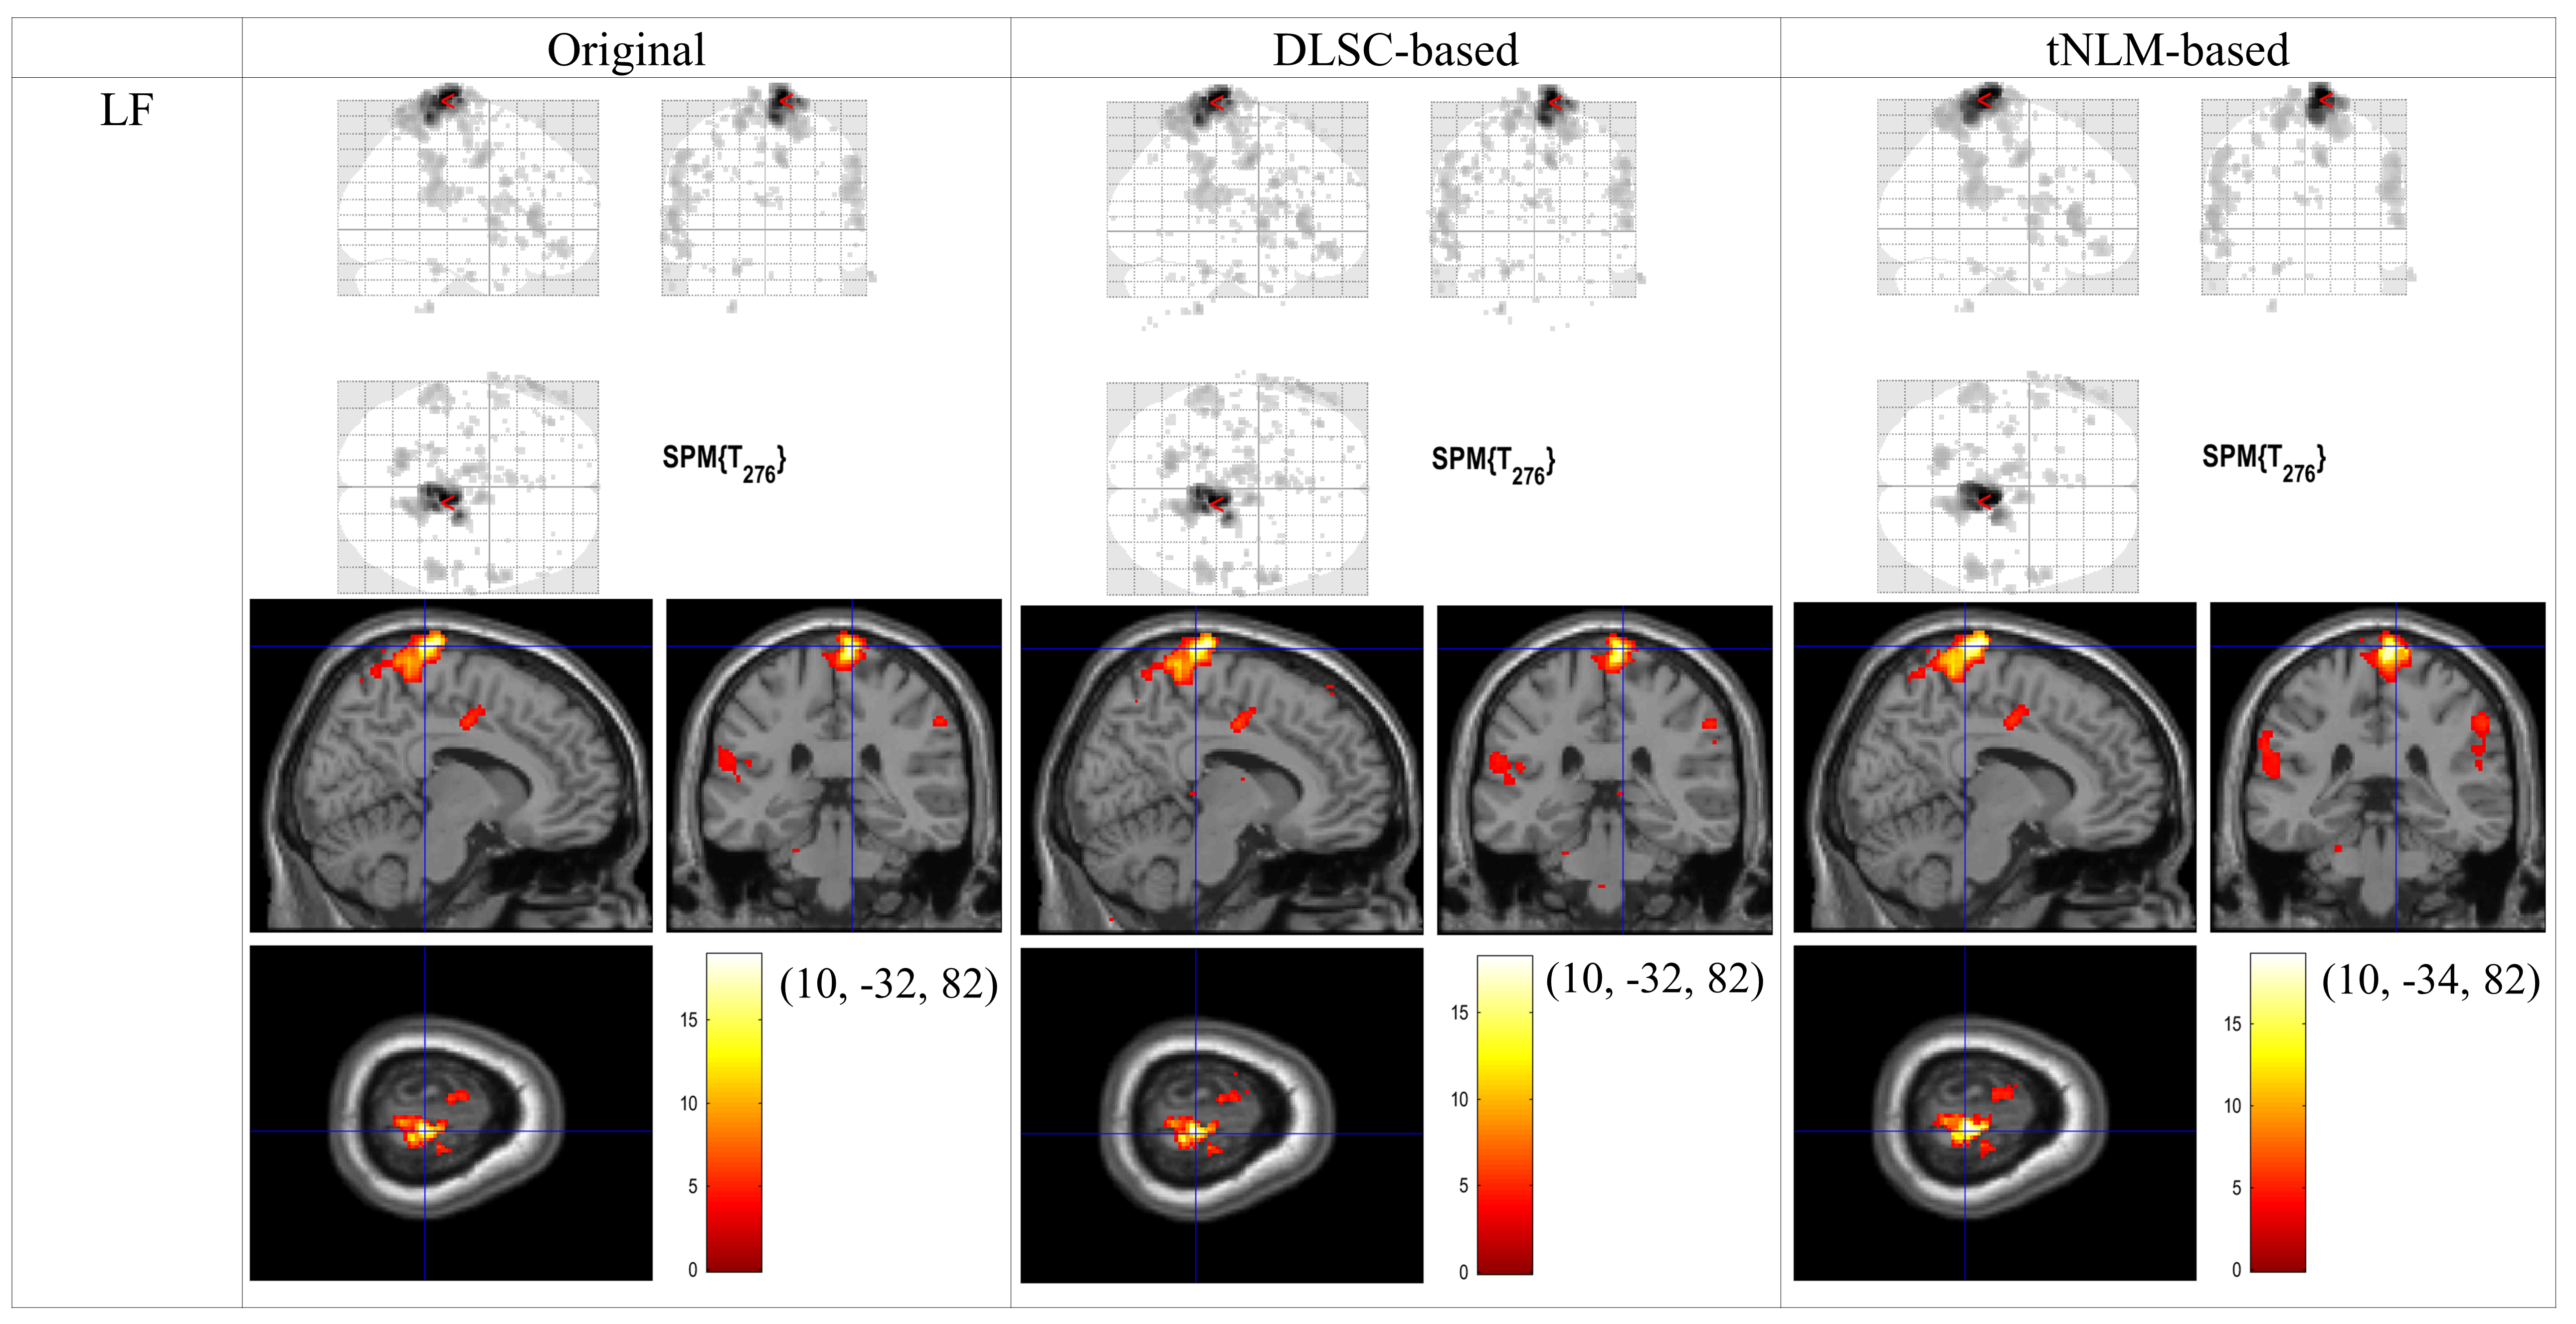 Original
DLSC-based
tNLM-based
LF
<
<
<
<
<
<
<
<
<
SPM{T276}
SPM{T276}
SPM{T276}
(10, -32, 82)
15
10
5
0
(10, -32, 82)
15
10
5
0
(10, -34, 82)
15
10
5
0